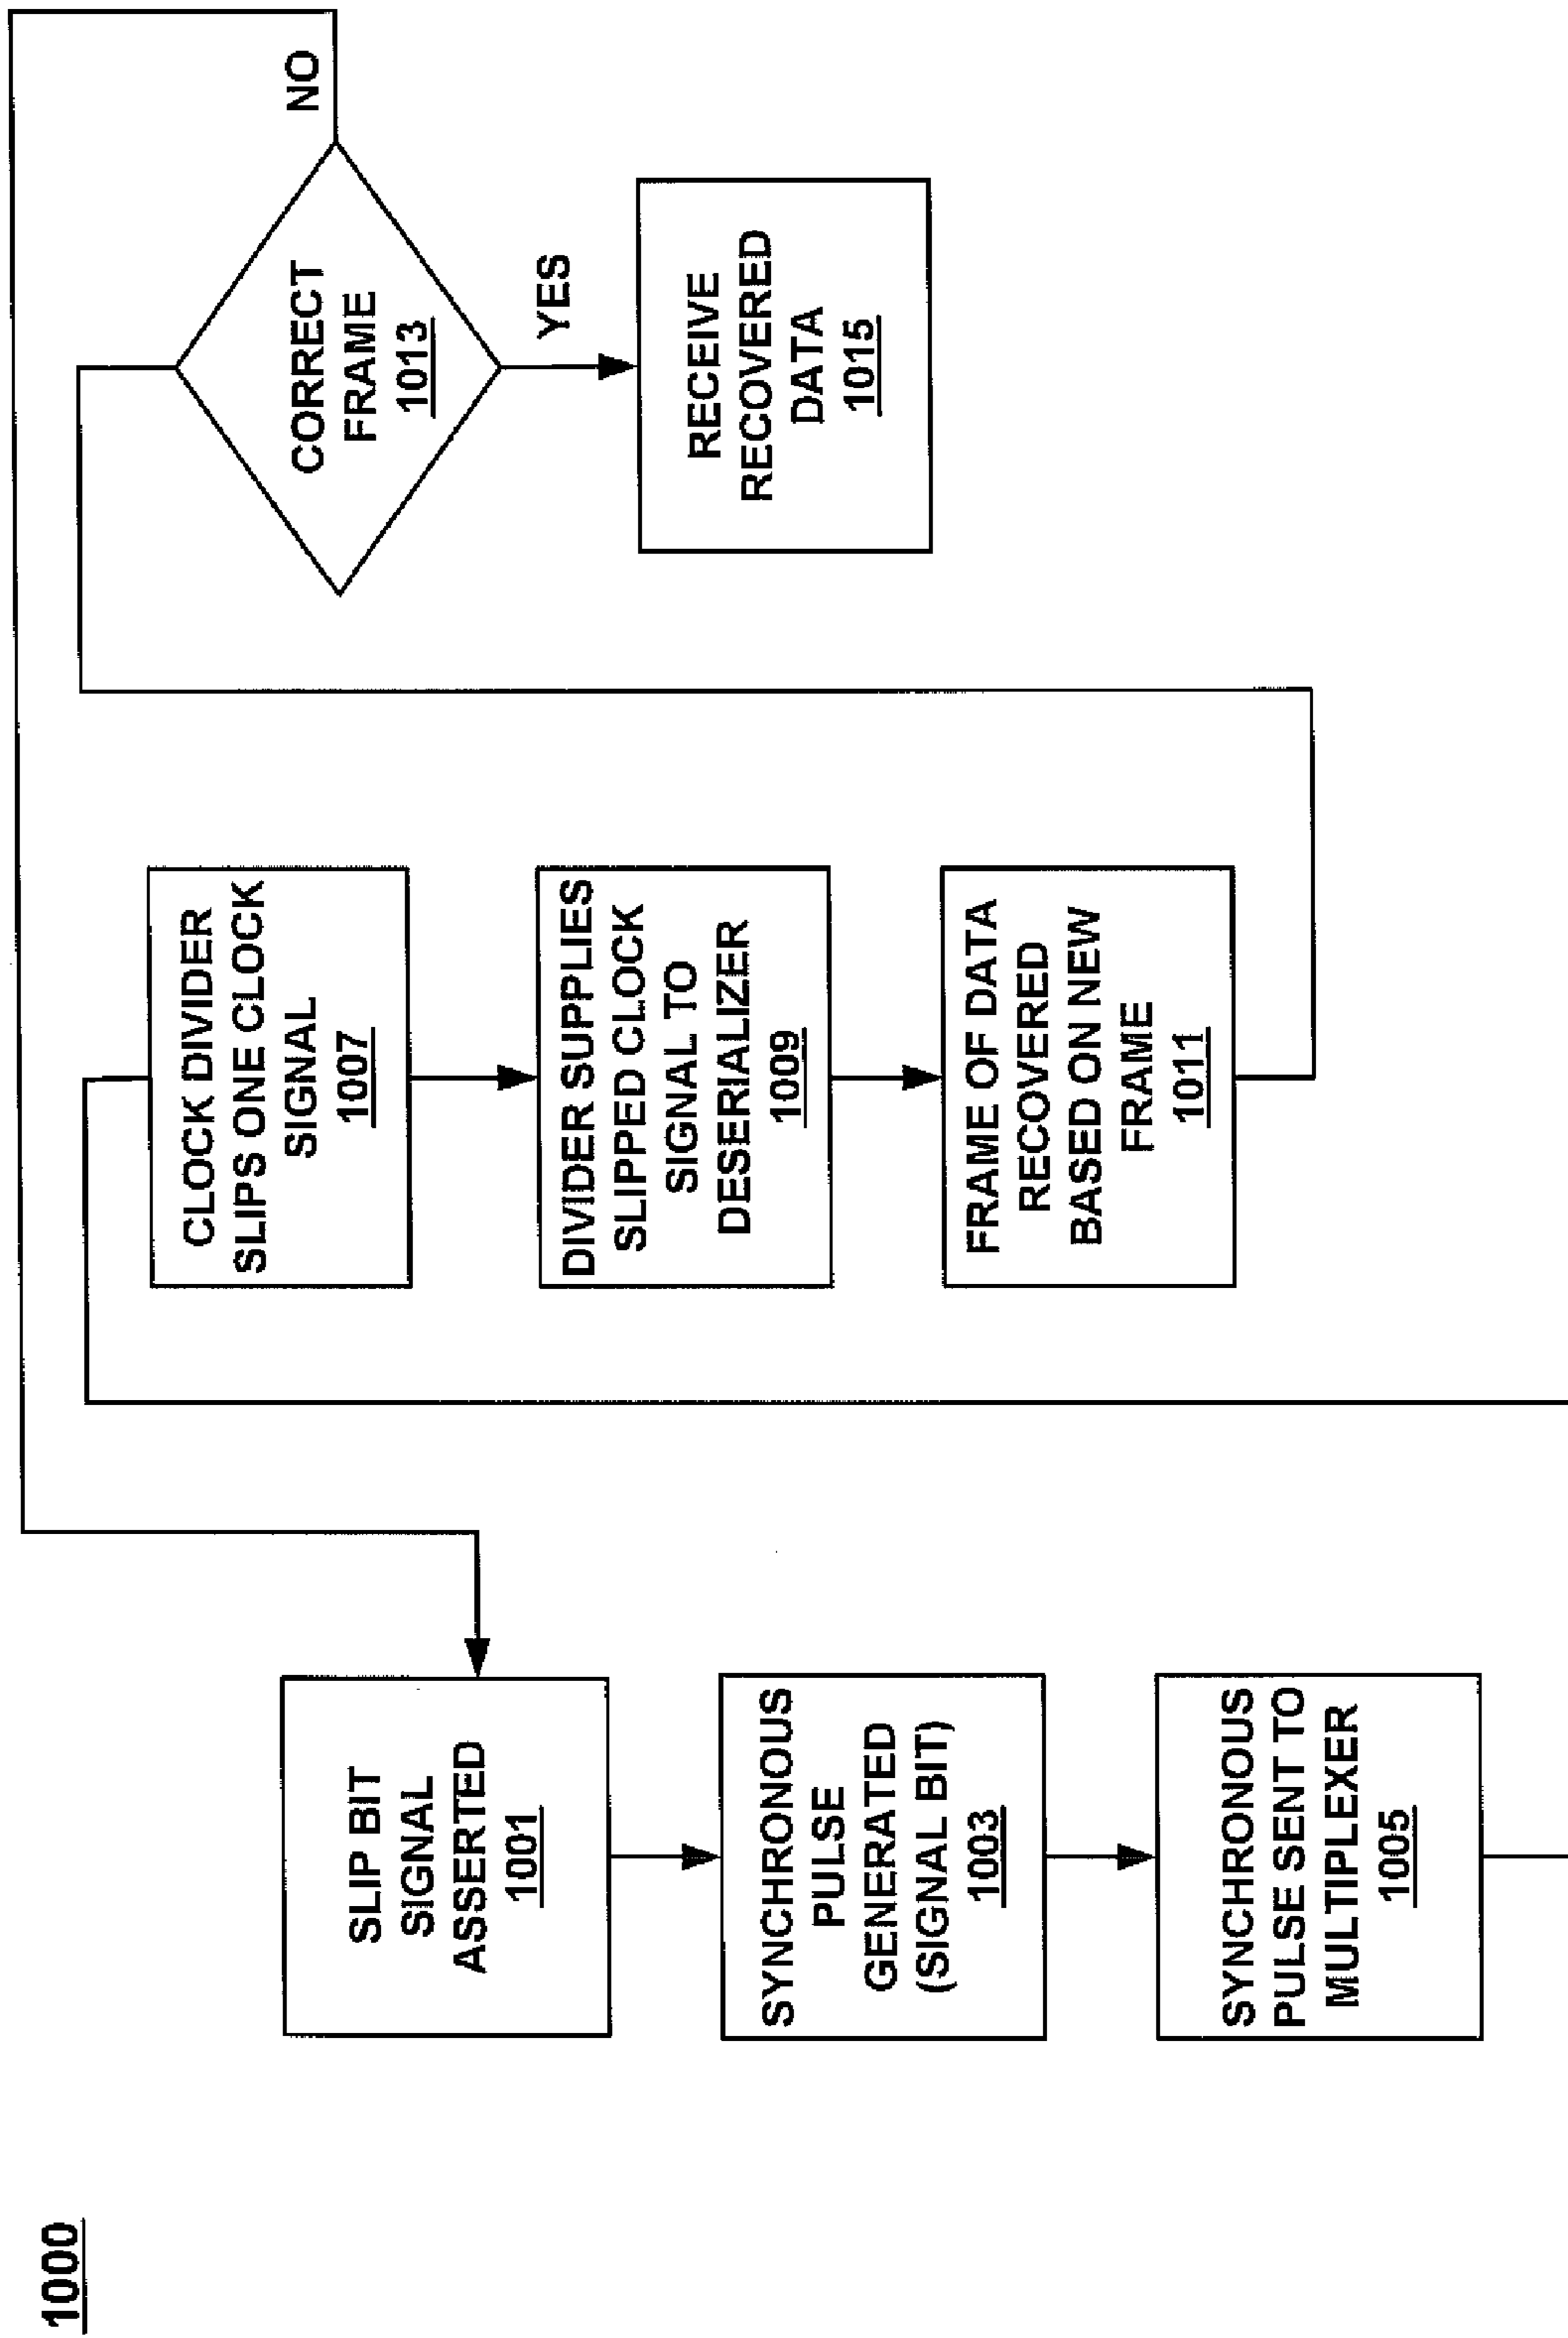 1000
SLIP BIT
SIGNAL
ASSERTED
1001
SYNCHRONOUS
PULSE
GENERATED
(SIGNAL BIT)
1003
SYNCHRONOUS
PULSE SENT TO
MULTIPLEXER
1005
CLOCK DIVIDER
SLIPS ONE CLOCK
SIGNAL
1007
DIVIDER SUPPLIES
SLIPPED CLOCK
SIGNAL TO
DESERIALIZER
1009
FRAME OF DATA
RECOVERED
BASED ON NEW
FRAME
1011
CORRECT
FRAME
1013
NO
YES
RECEIVE
RECOVERED
DATA
1015